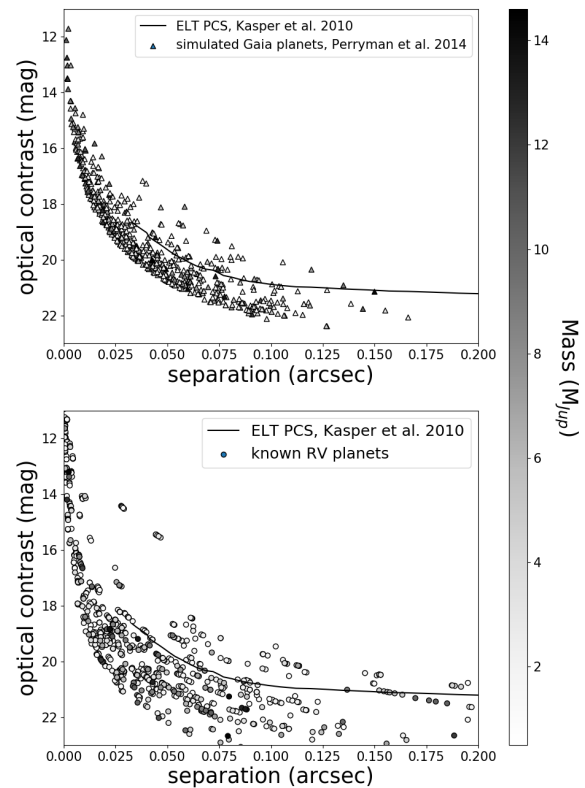 ELT PCS, Kasper et al. 2010
simulated Gaia planets, Perryman et al. 2014
optical contrast (mag)
12
14
16
18
20
22
0.000 0.025 0.050 0.075 0.100 0.125 0.150 0.175 0.200
separation (arcsec)
ELT PCS, Kasper et al. 2010
known RV planets
optical contrast (mag)
12
14
16
18
20
22
0.000 0.025 0.050 0.075 0.100 0.125 0.150 0.175 0.200
separation (arcsec)
14
12
10
8
6
4
2
Mass (MJup)